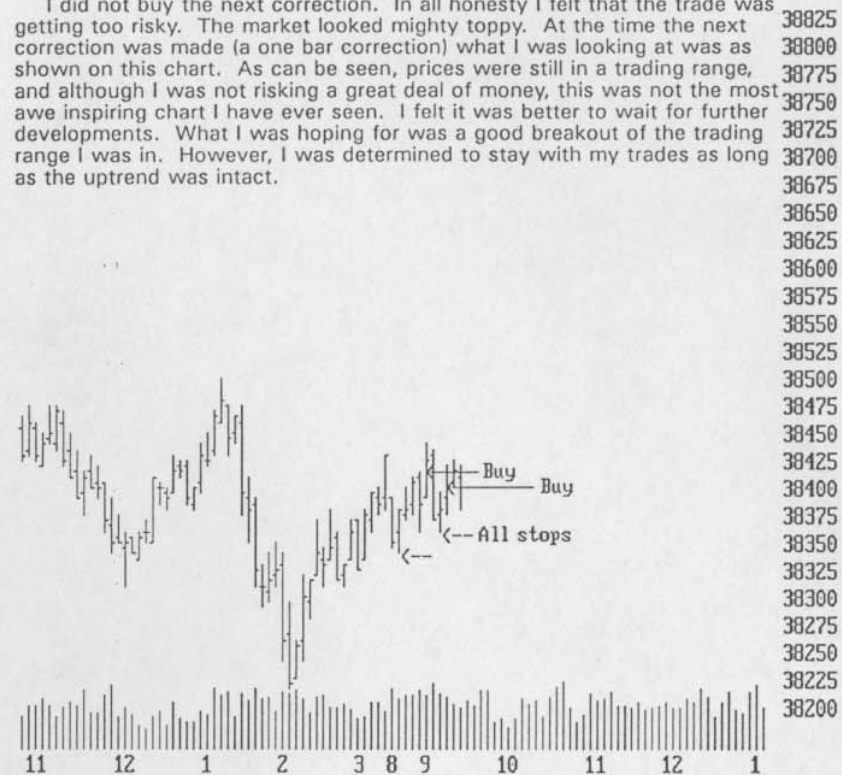 I did not buy the next correction. In all honesty I felt that the trade was
getting too risky. The market looked mighty toppy. At the time the next
correction was made (a one bar correction) what I was looking at was as
shown on this chart. As can be seen, prices were still in a trading range,
and although I was not risking a great deal of money, this was not the most
awe inspiring chart I have ever seen. I felt it was better to wait for further
developments. What I was hoping for was a good breakout of the trading
range I was in. However, I was determined to stay with my trades as long
as the uptrend was intact.
38825
38800
38775
38750
38725
38700
38675
38650
38625
38600
38575
38550
38525
38500
38475
38450
38425
38400
38375
38350
38325
38300
38275
38250
38225
38200
Buy
Buy
<--All stops
<--
11 12 1 2 3 8 9 10 11 12 1